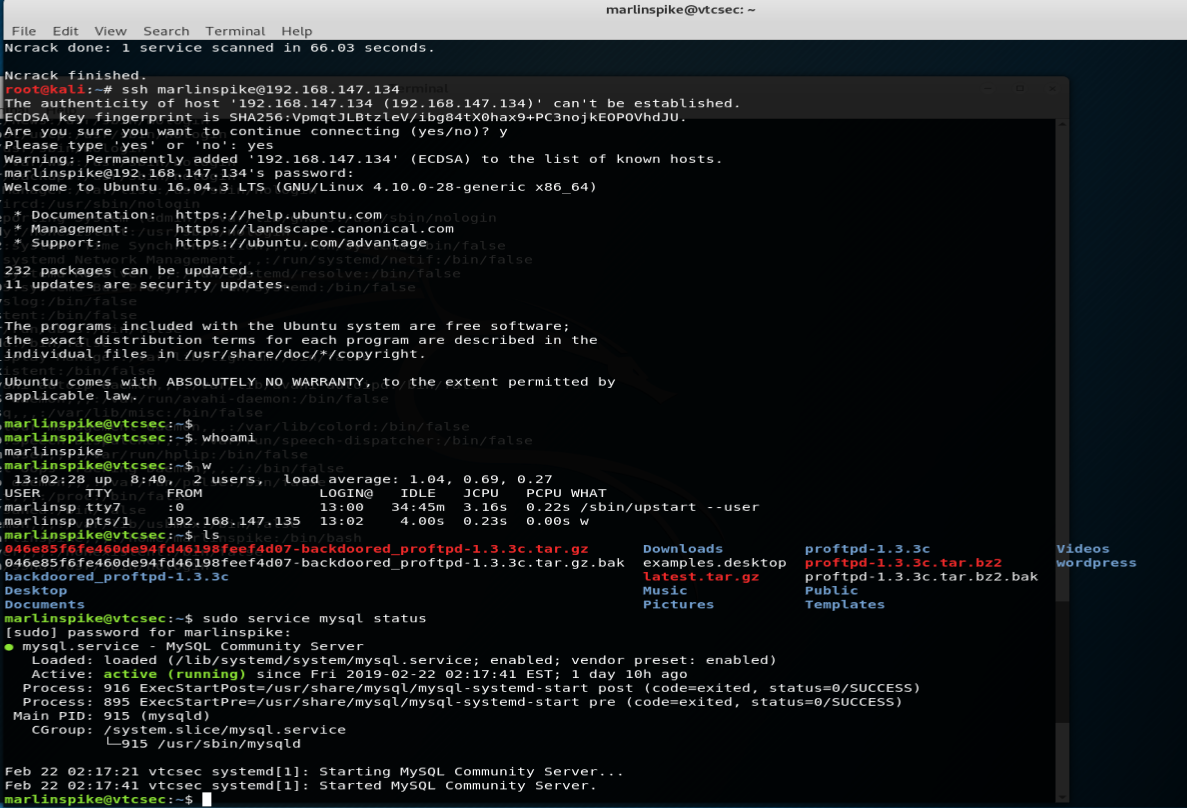 marlinspike@vtcsec: ~
File Edit View Search Terminal Help
Ncrack done: 1 service scanned in 66.03 seconds.
Ncrack finished.
root@kali:~# ssh marlinspike@192.168.147.134
The authenticity of host '192.168.147.134 (192.168.147.134)' can't be established.
ECDSA key fingerprint is SHA256:VpmqtJLBtzleV/ibg84tX0hax9+PC3nojkEOPOVhdJU.
Are you sure you want to continue connecting (yes/no)? y
Please type 'yes' or 'no': yes
Warning: Permanently added '192.168.147.134' (ECDSA) to the list of known hosts.
marlinspike@192.168.147.134's password:
Welcome to Ubuntu 16.04.3 LTS (GNU/Linux 4.10.0-28-generic x86_64)
* Documentation: https://help.ubuntu.com
* Management: https://landscape.canonical.com
* Support: https://ubuntu.com/advantage
232 packages can be updated.
11 updates are security updates.
The programs included with the Ubuntu system are free software;
the exact distribution terms for each program are described in the
individual files in /usr/share/doc/*/copyright.
Ubuntu comes with ABSOLUTELY NO WARRANTY, to the extent permitted by
applicable law.
marlinspike@vtcsec:~$
marlinspike@vtcsec:~$ whoami
marlinspike
marlinspike@vtcsec:~$ w
13:02:28 up 8:40, 2 users, load average: 1.04, 0.69, 0.27
USER TTY FROM LOGIN@ IDLE JCPU PCPU WHAT
marlinsp tty7 :0 13:00 34:45m 3.16s 0.22s /sbin/upstart --user
marlinsp pts/1 192.168.147.135 13:02 4.00s 0.23s 0.00s w
marlinspike@vtcsec:~$ ls
046e85f6fe460de94fd46198feef4d07-backdoored_proftpd-1.3.3c.tar.gz Downloads proftpd-1.3.3c Videos
046e85f6fe460de94fd46198feef4d07-backdoored_proftpd-1.3.3c.tar.gz.bak examples.desktop proftpd-1.3.3c.tar.bz2 wordpress
backdoored_proftpd-1.3.3c latest.tar.gz proftpd-1.3.3c.tar.bz2.bak
Desktop Music Public
Documents Pictures Templates
marlinspike@vtcsec:~$ sudo service mysql status
[sudo] password for marlinspike:
● mysql.service - MySQL Community Server
Loaded: loaded (/lib/systemd/system/mysql.service; enabled; vendor preset: enabled)
Active: active (running) since Fri 2019-02-22 02:17:41 EST; 1 day 10h ago
Process: 916 ExecStartPost=/usr/share/mysql/mysql-systemd-start post (code=exited, status=0/SUCCESS)
Process: 895 ExecStartPre=/usr/share/mysql/mysql-systemd-start pre (code=exited, status=0/SUCCESS)
Main PID: 915 (mysqld)
CGroup: /system.slice/mysql.service
└─915 /usr/sbin/mysqld
Feb 22 02:17:21 vtcsec systemd[1]: Starting MySQL Community Server...
Feb 22 02:17:41 vtcsec systemd[1]: Started MySQL Community Server.
marlinspike@vtcsec:~$